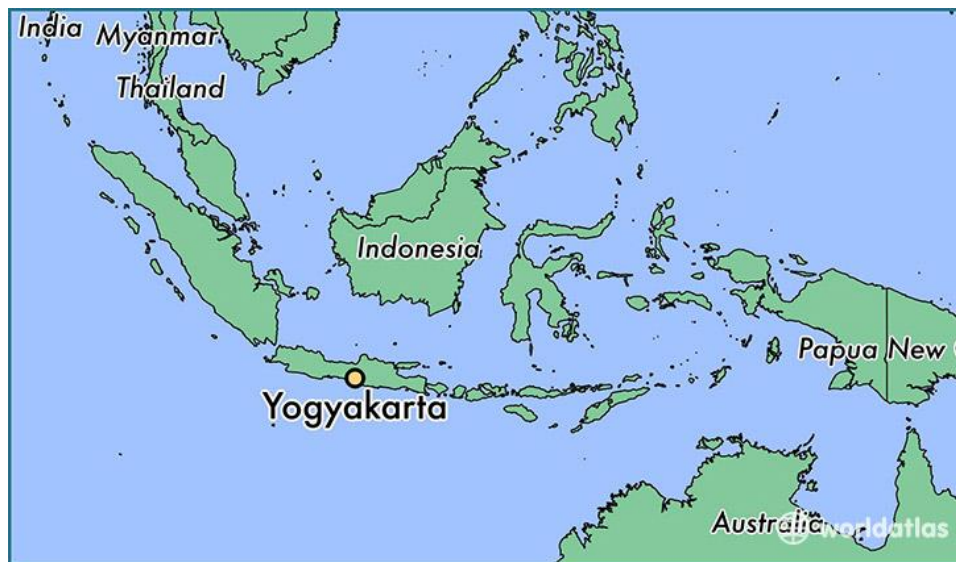 India
Myanmar
Thailand
Indonesia
Papua New
Yogyakarta
Australia
worldatlas